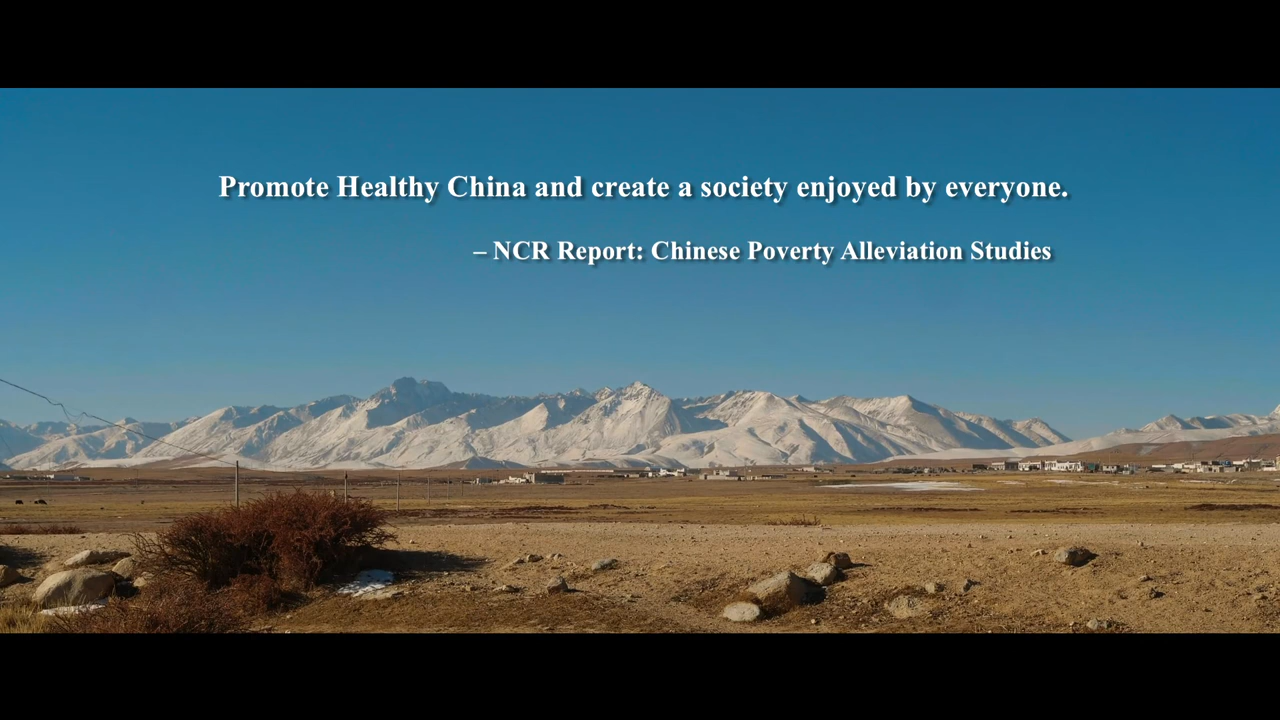 Promote Healthy China and create a society enjoyed by everyone.
– NCR Report: Chinese Poverty Alleviation Studies